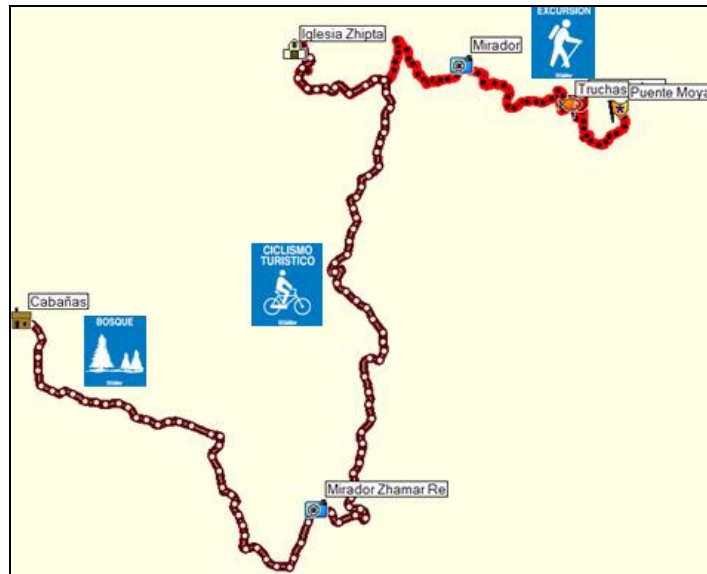 EXCURSION
Iglesia Zhipta
Mirador
Truchas
Puente Moya
CICLISMO
TURISTICO
Cabañas
BOSQUE
Mirador Zhamar Re